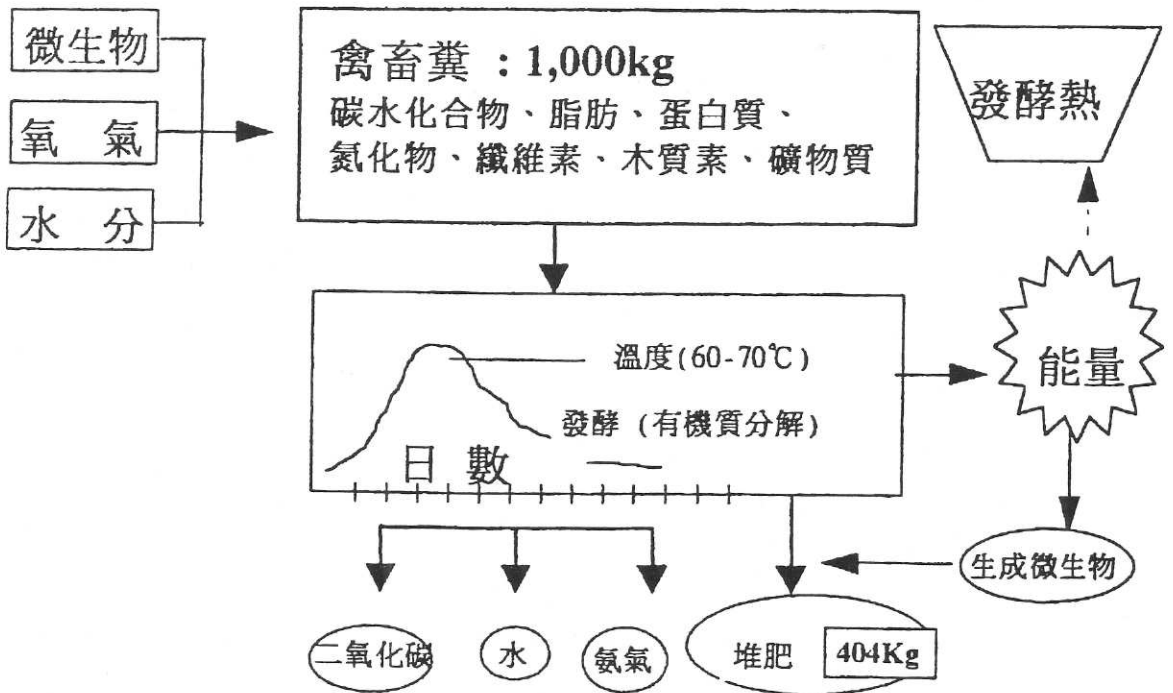 微生物
氧 氣
水 分
禽畜糞 : 1,000kg
碳水化合物、脂肪、蛋白質、
氮化物、纖維素、木質素、礦物質
發酵熱
溫度(60-70℃)
發酵 (有機質分解)
日 數
能量
生成微生物
二氧化碳
水
氨氣
堆肥
404Kg